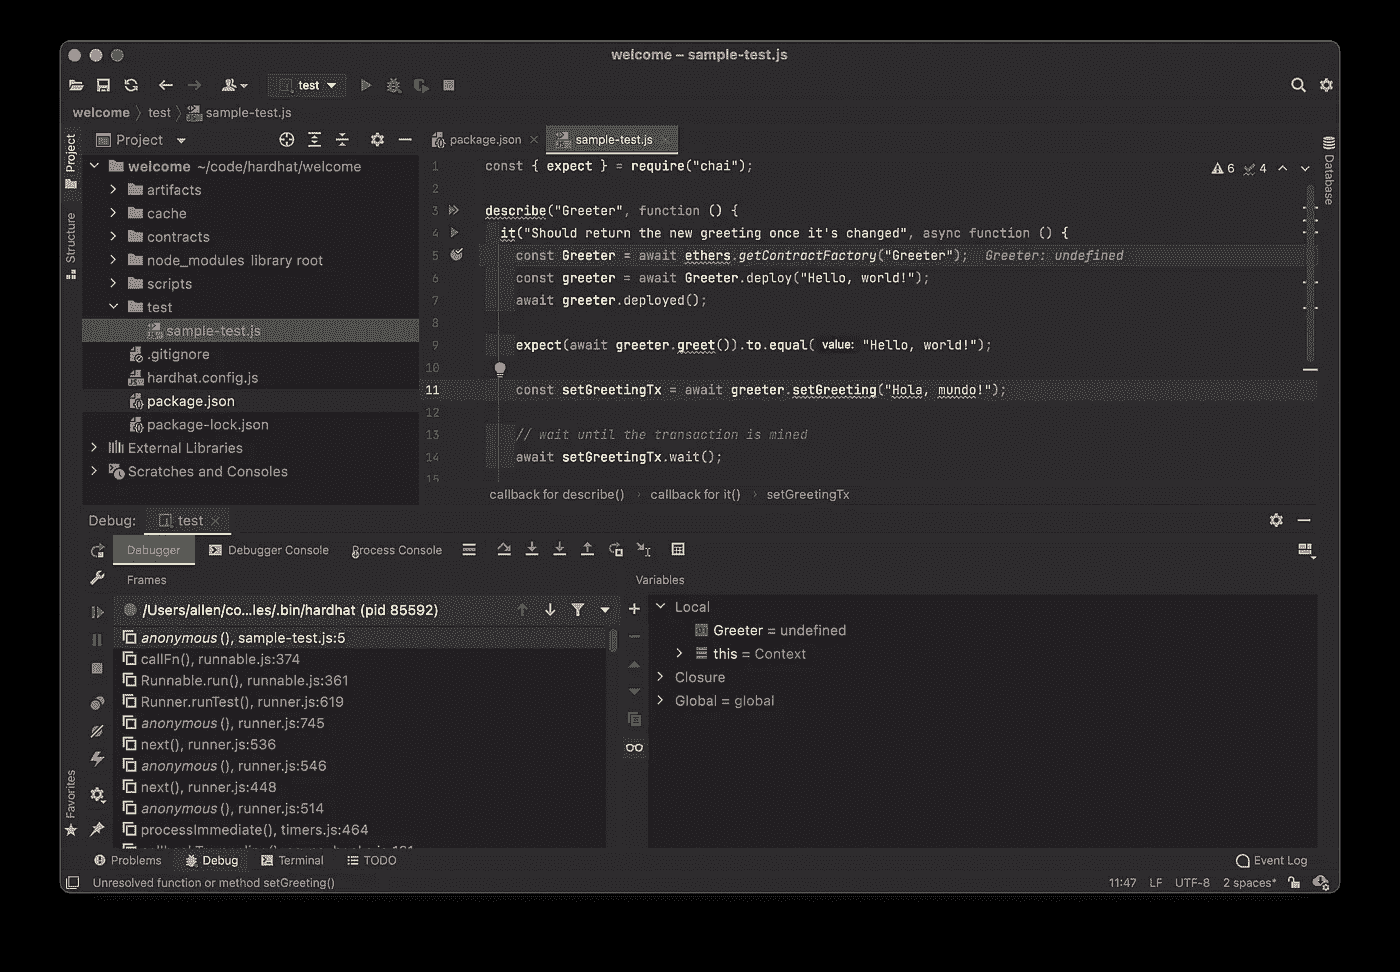 welcome – sample-test.js
test
welcome › test › sample-test.js
Project
package.json
sample-test.js
Project
Structure
Favorites
Database
welcome ~/code/hardhat/welcome
artifacts
cache
contracts
node_modules library root
scripts
test
sample-test.js
.gitignore
hardhat.config.js
package.json
package-lock.json
External Libraries
Scratches and Consoles
6 4
1 const { expect } = require("chai");
2
3 describe("Greeter", function () {
4 it("Should return the new greeting once it's changed", async function () {
5 const Greeter = await ethers.getContractFactory("Greeter"); Greeter: undefined
6 const greeter = await Greeter.deploy("Hello, world!");
7 await greeter.deployed();
8
9 expect(await greeter.greet()).to.equal( value: "Hello, world!");
10
11 const setGreetingTx = await greeter.setGreeting("Hola, mundo!");
12
13 // wait until the transaction is mined
14 await setGreetingTx.wait();
15
callback for describe() › callback for it() › setGreetingTx
Debug: test
Debugger Debugger Console Process Console
Frames
/Users/allen/co...les/.bin/hardhat (pid 85592)
anonymous(), sample-test.js:5
callFn(), runnable.js:374
Runnable.run(), runnable.js:361
Runner.runTest(), runner.js:619
anonymous(), runner.js:745
next(), runner.js:536
anonymous(), runner.js:546
next(), runner.js:448
anonymous(), runner.js:514
processImmediate(), timers.js:464
Variables
Local
Greeter = undefined
this = Context
Closure
Global = global
Problems Debug Terminal TODO
Event Log
Unresolved function or method setGreeting()
11:47 LF UTF-8 2 spaces*